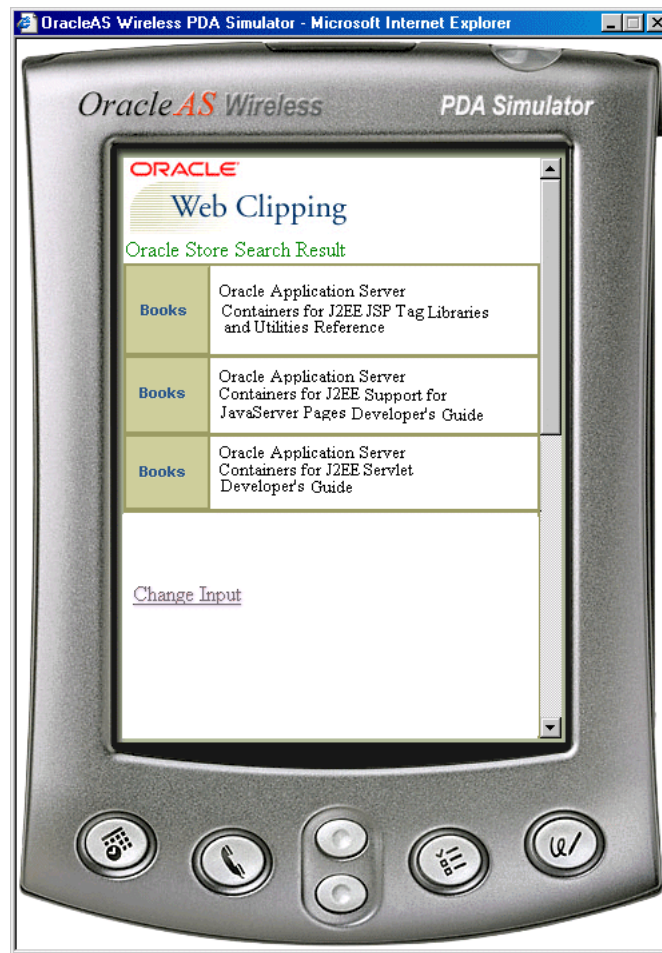 OracleAS Wireless PDA Simulator - Microsoft Internet Explorer
Oracle AS Wireless PDA Simulator
ORACLE
Web Clipping
Oracle Store Search Result
Books
Oracle Application Server
Containers for J2EE JSP Tag Libraries
and Utilities Reference
Books
Oracle Application Server
Containers for J2EE Support for
JavaServer Pages Developer's Guide
Books
Oracle Application Server
Containers for J2EE Servlet
Developer's Guide
Change Input